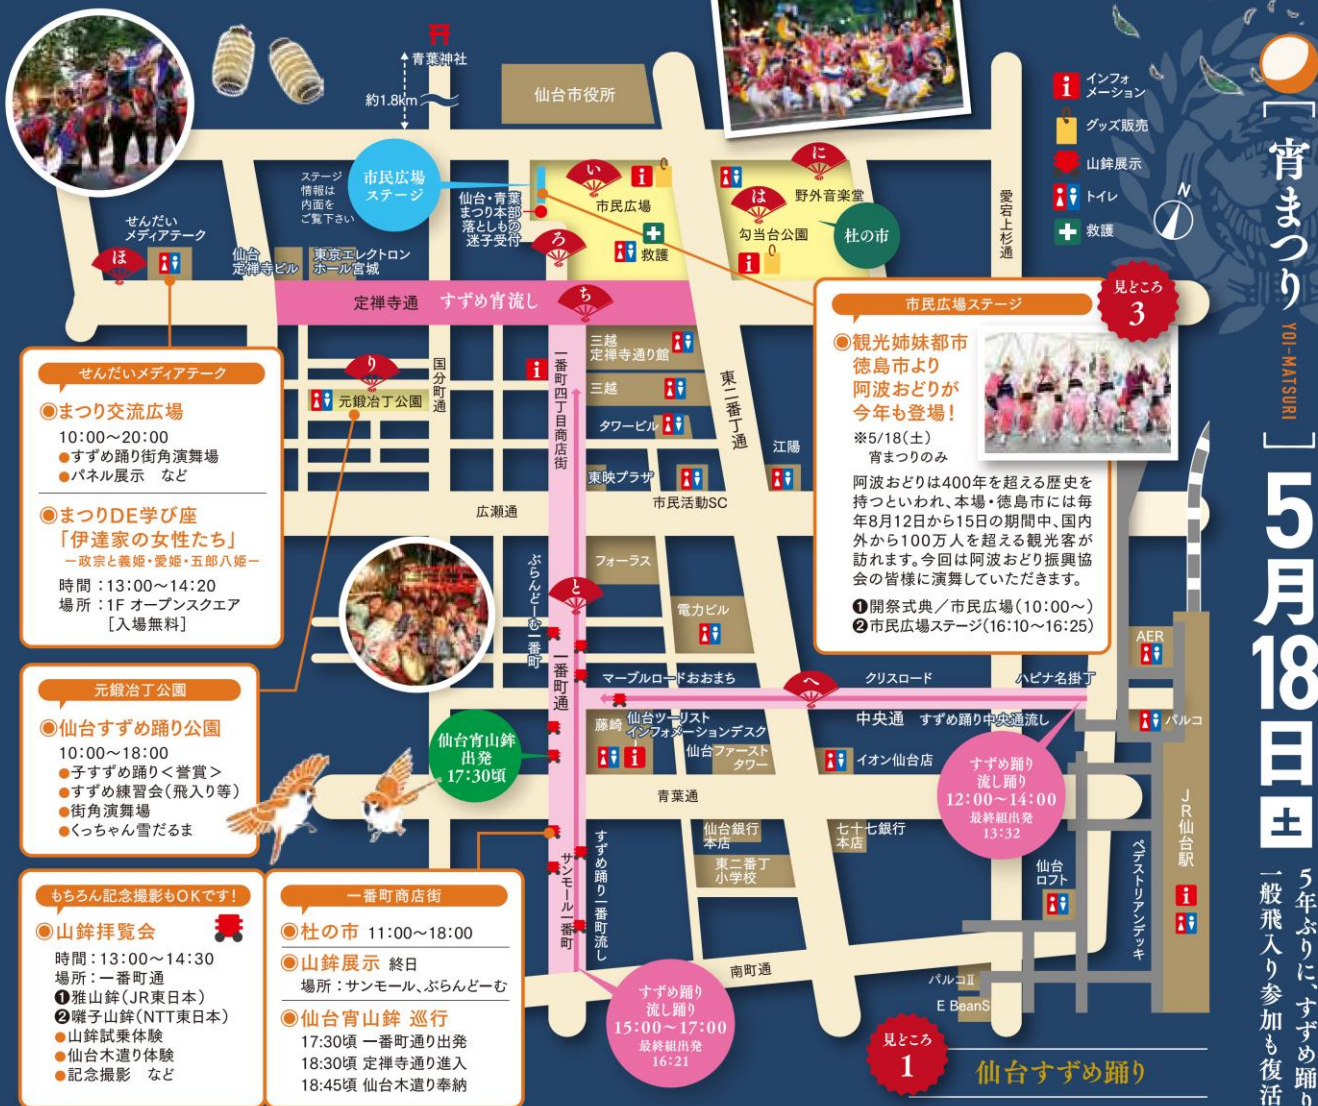 青葉神社
約1.8km
仙台市役所
インフォ
メーション
グッズ販売
山鉾展示
トイレ
救護
N
[宵まつり YOI-MATSURI]
5月18日 土
5年ぶりに、すずめ踊り
一般飛入り参加も復活
ステージ
情報は
内面を
ご覧下さい
市民広場
ステージ
仙台・青葉
まつり本部
落としもの
迷子受付
い
市民広場
救護
ろ
に
野外音楽堂
は
勾当台公園
杜の市
愛宕上杉通
せんだい
メディアテーク
ほ
仙台
定禅寺ビル
東京エレクトロン
ホール宮城
定禅寺通
すずめ宵流し
ち
り
元鍛冶丁公園
国分町通
一番町四丁目商店街
三越
定禅寺通り館
三越
タワービル
東映プラザ
市民活動SC
東二番丁通
江陽
広瀬通
見どころ
3
市民広場ステージ
◉観光姉妹都市
徳島市より
阿波おどりが
今年も登場!
※5/18(土)
宵まつりのみ
阿波おどりは400年を超える歴史を
持つといわれ、本場・徳島市には毎
年8月12日から15日の期間中、国内
外から100万人を超える観光客が
訪れます。今回は阿波おどり振興協
会の皆様に演舞していただきます。
❶開祭式典/市民広場(10:00~)
❷市民広場ステージ(16:10~16:25)
せんだいメディアテーク
◉まつり交流広場
10:00~20:00
●すずめ踊り街角演舞場
●パネル展示 など
◉まつりDE学び座
「伊達家の女性たち」
-政宗と義姫・愛姫・五郎八姫-
時間:13:00~14:20
場所:1F オープンスクエア
[入場無料]
元鍛冶丁公園
◉仙台すずめ踊り公園
10:00~18:00
●子すずめ踊り<誉賞>
●すずめ練習会(飛入り等)
●街角演舞場
●くっちゃん雪だるま
ぶらんどーむ一番町
フォーラス
と
電力ビル
一番町通
マーブルロードおおまち
へ
クリスロード
ハピナ名掛丁
中央通 すずめ踊り中央通流し
AER
パルコ
藤崎
仙台ツーリスト
インフォメーションデスク
仙台ファースト
タワー
イオン仙台店
仙台宵山鉾
出発
17:30頃
すずめ踊り
流し踊り
12:00~14:00
最終組出発
13:32
青葉通
仙台銀行
本店
七十七銀行
本店
東二番丁
小学校
仙台
ロフト
ペデストリアンデッキ
JR仙台駅
サンモール一番町
すずめ踊り一番町流し
南町通
パルコⅡ
E BeanS
すずめ踊り
流し踊り
15:00~17:00
最終組出発
16:21
もちろん記念撮影もOKです!
◉山鉾拝覧会
時間:13:00~14:30
場所:一番町通
❶雅山鉾(JR東日本)
❷囃子山鉾(NTT東日本)
●山鉾試乗体験
●仙台木遣り体験
●記念撮影 など
一番町商店街
◉杜の市 11:00~18:00
◉山鉾展示 終日
場所:サンモール、ぶらんどーむ
◉仙台宵山鉾 巡行
17:30頃 一番町通り出発
18:30頃 定禅寺通り進入
18:45頃 仙台木遣り奉納
見どころ
1
仙台すずめ踊り